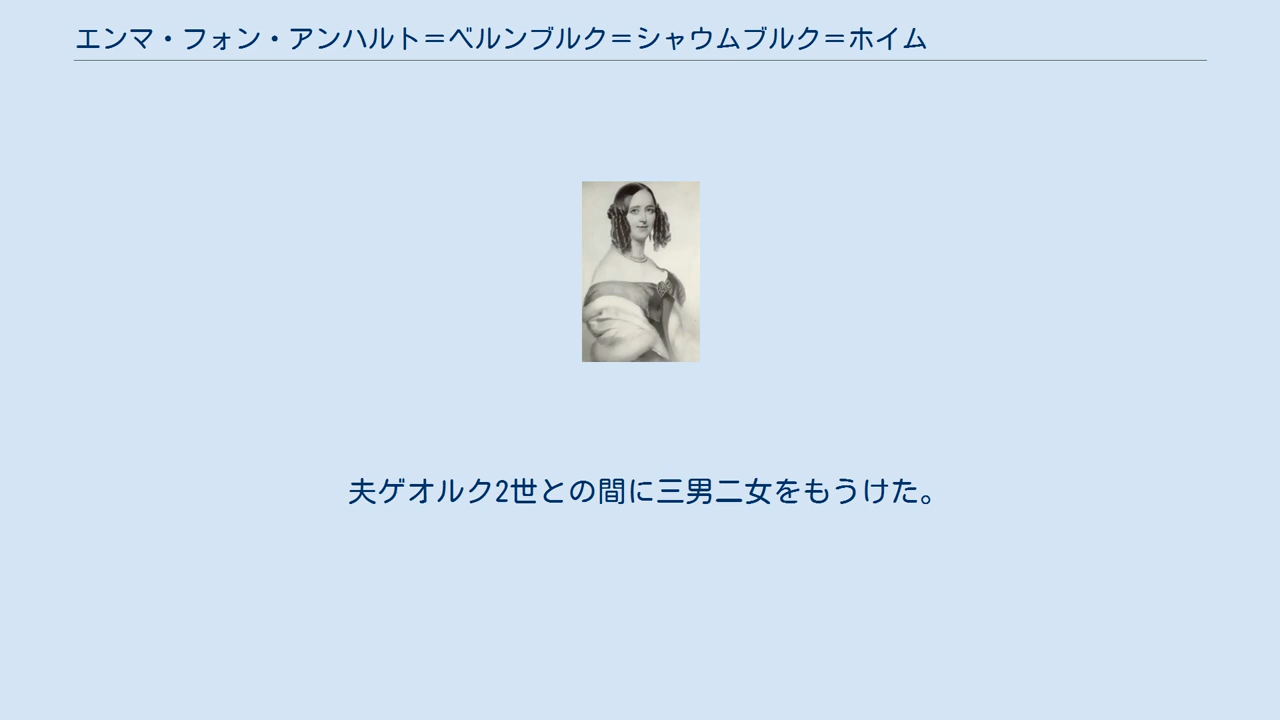 エンマ・フォン・アンハルト＝ベルンブルク＝シャウムブルク＝ホイム
夫ゲオルク2世との間に三男二女をもうけた。